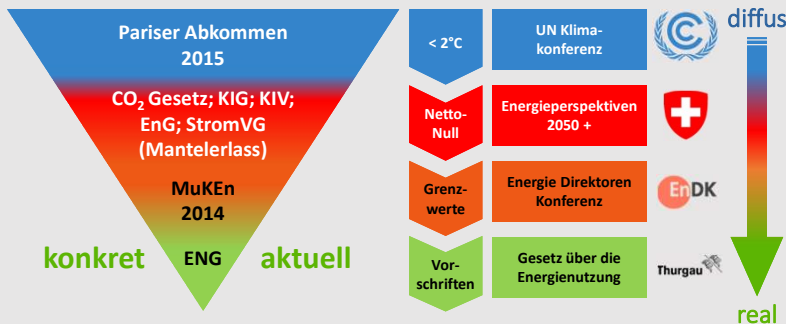 Pariser Abkommen
2015
CO₂ Gesetz; KIG; KIV;
EnG; StromVG
(Mantelerlass)
MuKEn
2014
konkret ENG aktuell
< 2°C
UN Klima-
konferenz
Netto-
Null
Energieperspektiven
2050 +
Grenz-
werte
Energie Direktoren
Konferenz
EnDK
Vor-
schriften
Gesetz über die
Energienutzung
Thurgau
diffus
real